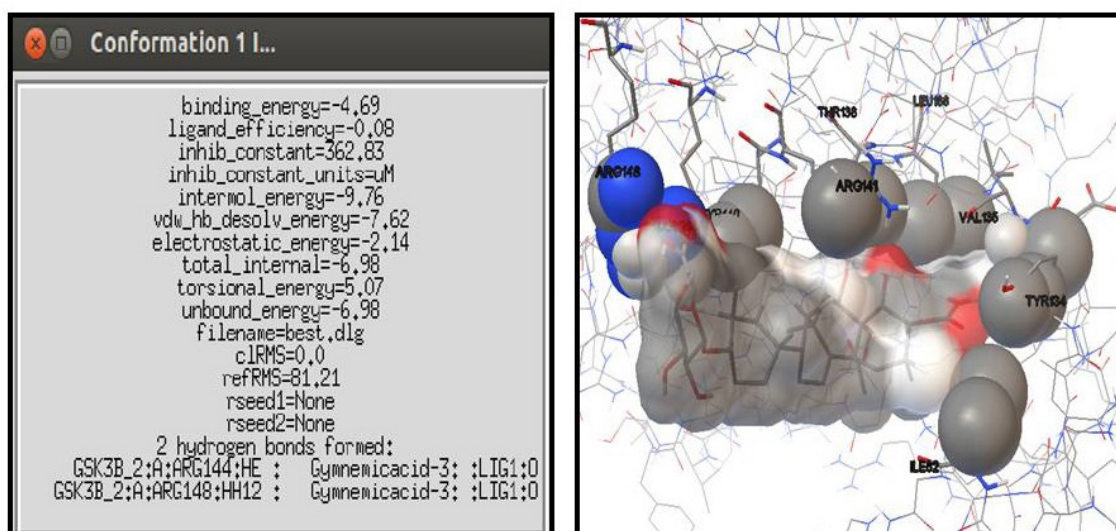 Conformation 1 I...
binding_energy=-4.69
ligand_efficiency=-0.08
inhib_constant=362.83
inhib_constant_units=uM
intermol_energy=-9.76
vdw_hb_desolv_energy=-7.62
electrostatic_energy=-2.14
total_internal=-6.98
torsional_energy=5.07
unbound_energy=-6.98
filename=best.dlg
clRMS=0.0
refRMS=81.21
rseed1=None
rseed2=None
2 hydrogen bonds formed:
GSK3B_2:A:ARG144:HE : Gymnemicacid-3: :LIG1:O
GSK3B_2:A:ARG148:HH12 : Gymnemicacid-3: :LIG1:O
THR138
ARG148
ARG141
VAL135
TYR134